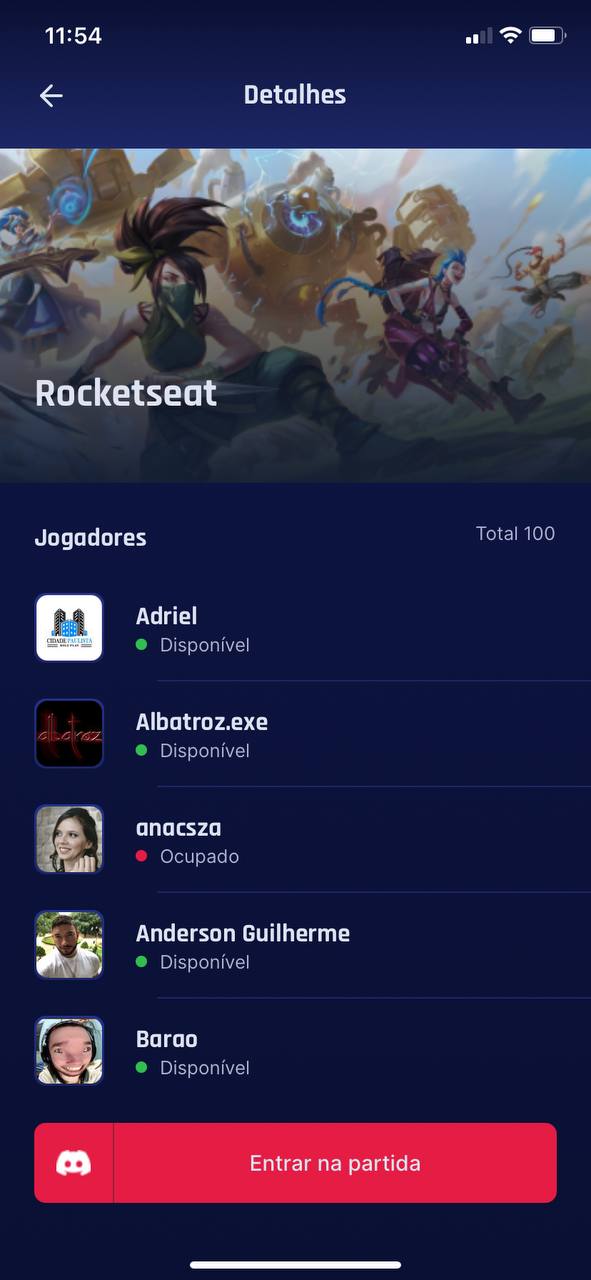 11:54
Detalhes
Rocketseat
Jogadores
Total 100
CIDADE PAULISTA
Adriel
Disponível
albatroz
Albatroz.exe
Disponível
anacsza
Ocupado
Anderson Guilherme
Disponível
Barao
Disponível
Entrar na partida